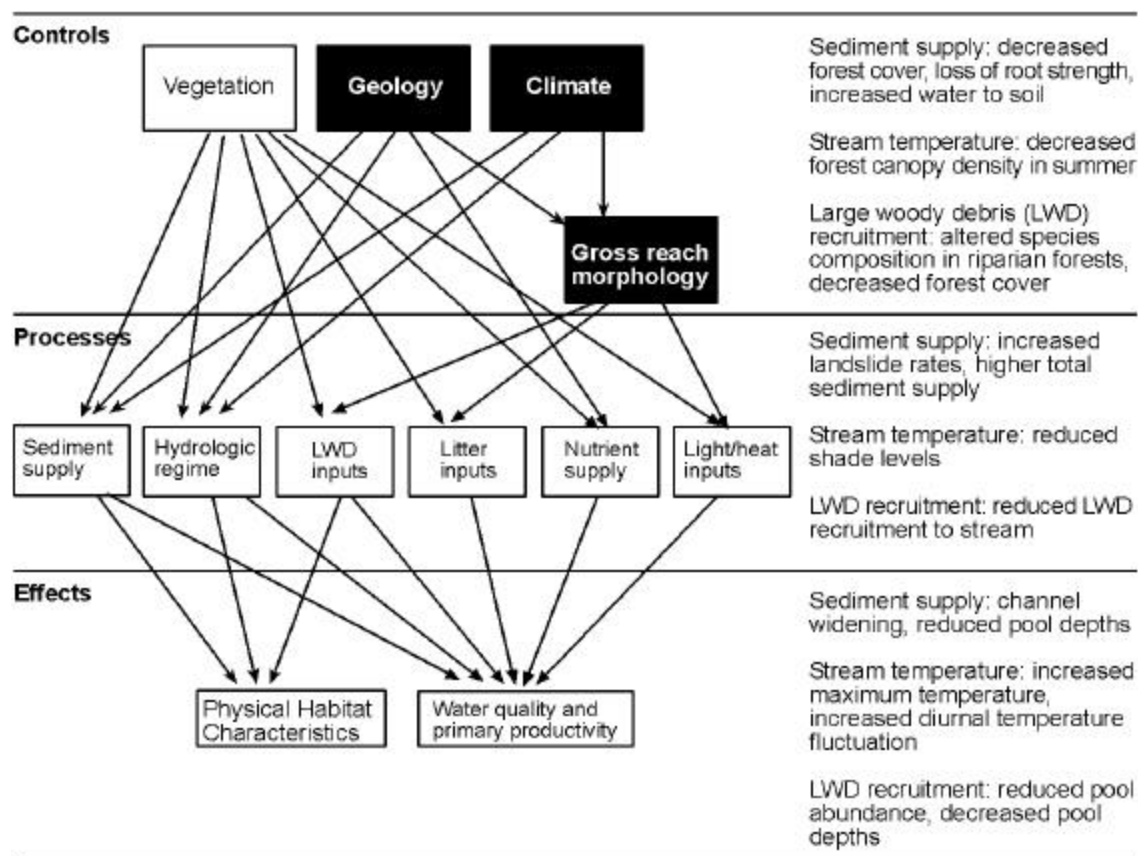 Controls
Vegetation
Geology
Climate
Gross reach
morphology
Sediment supply: decreased
forest cover, loss of root strength,
increased water to soil
Stream temperature: decreased
forest canopy density in summer
Large woody debris (LWD)
recruitment: altered species
composition in riparian forests,
decreased forest cover
Processes
Sediment
supply
Hydrologic
regime
LWD
inputs
Litter
inputs
Nutrient
supply
Light/heat
inputs
Sediment supply: increased
landslide rates, higher total
sediment supply
Stream temperature: reduced
shade levels
LWD recruitment: reduced LWD
recruitment to stream
Effects
Physical Habitat
Characteristics
Water quality and
primary productivity
Sediment supply: channel
widening, reduced pool depths
Stream temperature: increased
maximum temperature,
increased diurnal temperature
fluctuation
LWD recruitment: reduced pool
abundance, decreased pool
depths